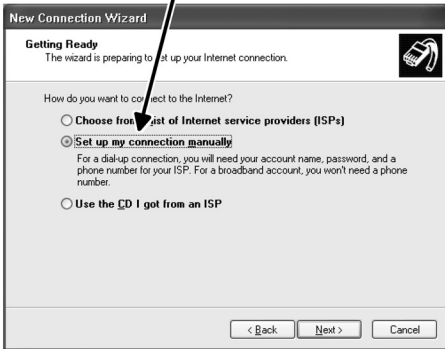 New Connection Wizard
Getting Ready
The wizard is preparing to set up your Internet connection.
How do you want to connect to the Internet?
Choose from list of Internet service providers (ISPs)
Set up my connection manually
For a dial-up connection, you will need your account name, password, and a
phone number for your ISP. For a broadband account, you won't need a phone
number.
Use the CD I got from an ISP
< Back
Next >
Cancel